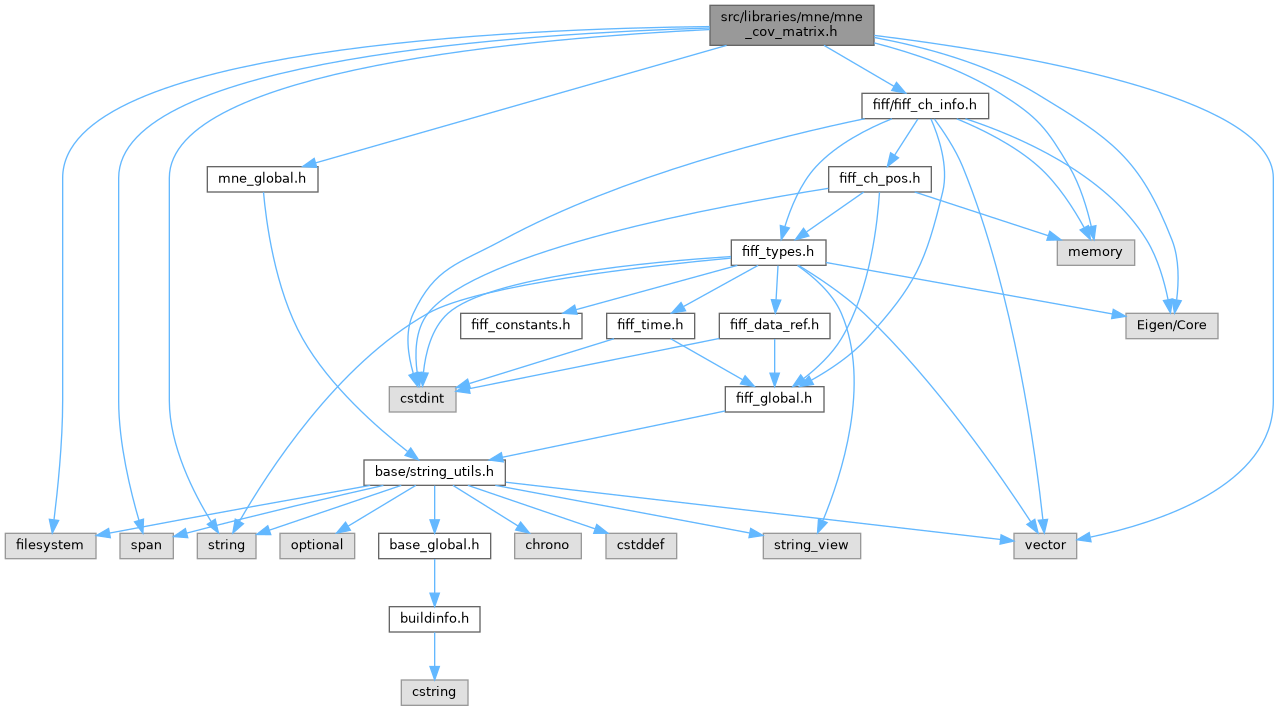 src/libraries/mne/mne
_cov_matrix.h
fiff/fiff_ch_info.h
mne_global.h
fiff_ch_pos.h
fiff_types.h
memory
fiff_constants.h
fiff_time.h
fiff_data_ref.h
Eigen/Core
cstdint
fiff_global.h
base/string_utils.h
filesystem
span
string
optional
base_global.h
chrono
cstddef
string_view
vector
buildinfo.h
cstring